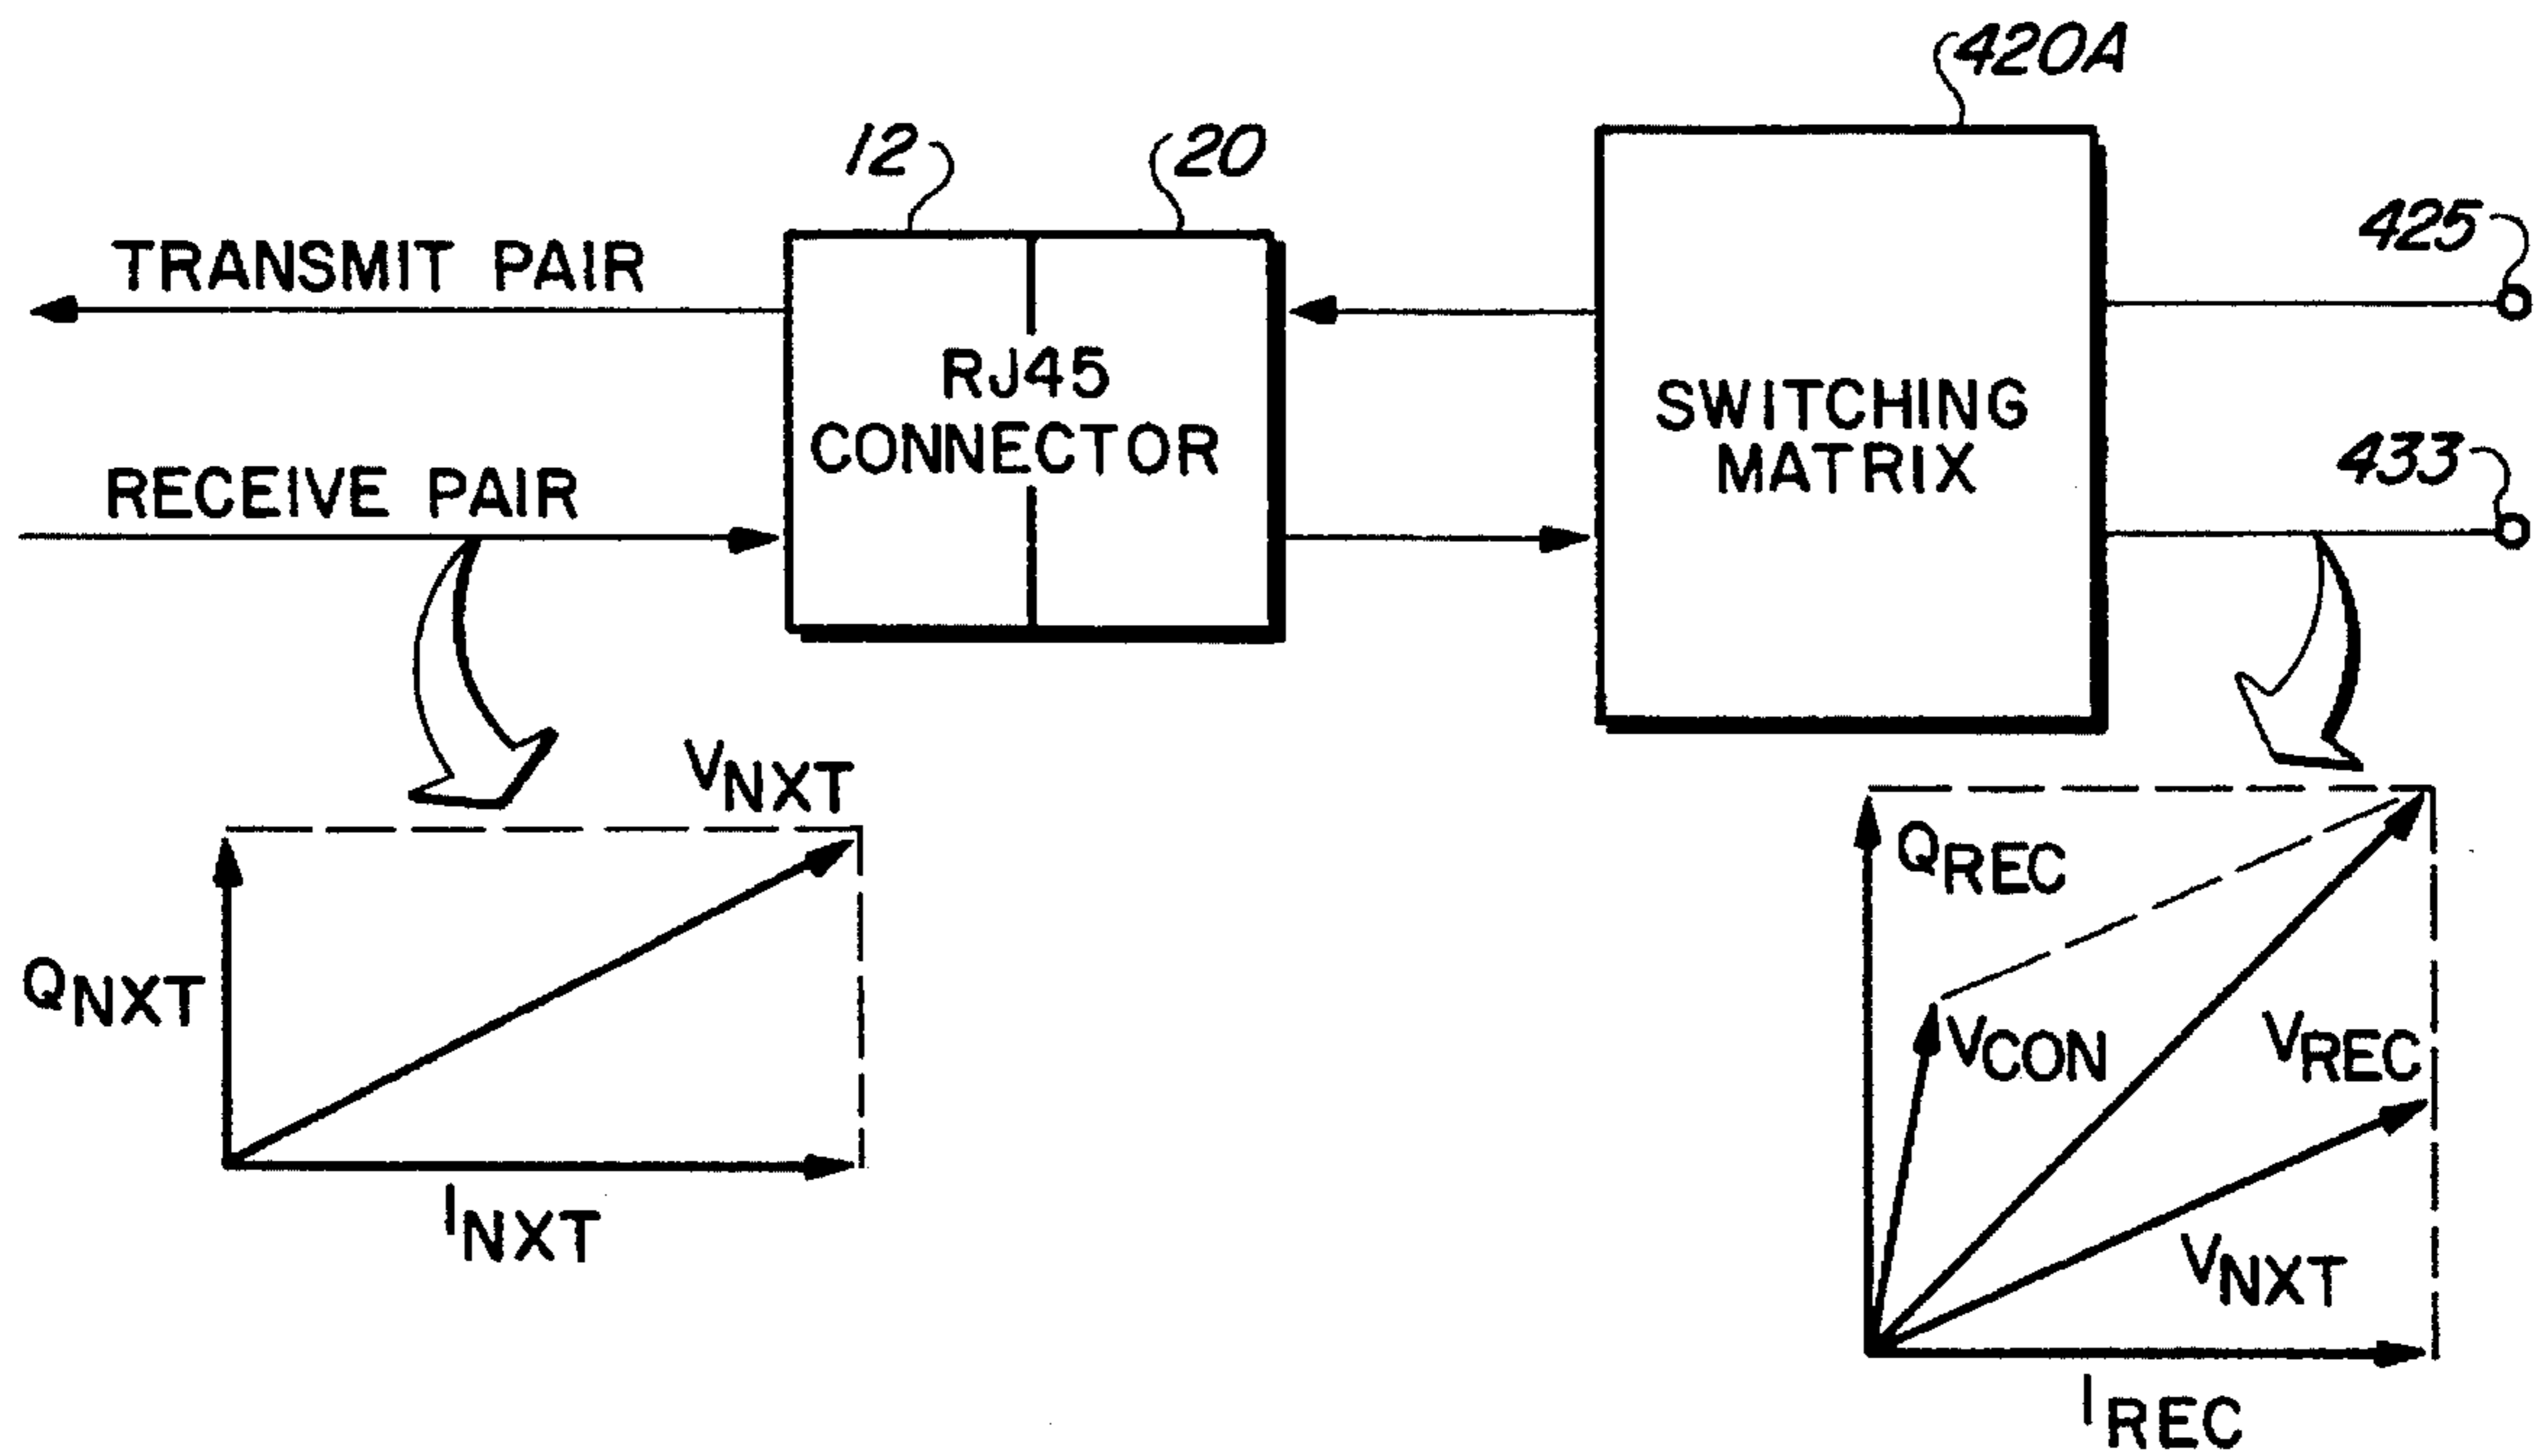 420A
12
20
425
TRANSMIT PAIR
RJ45
CONNECTOR
SWITCHING
MATRIX
433
RECEIVE PAIR
VNXT
QNXT
INXT
QREC
VCON
VREC
VNXT
IREC